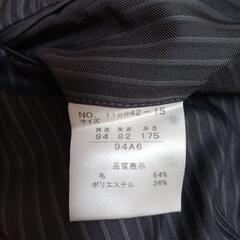 NO. 112642-15
サイズ
胸囲 胴囲 身長
94 82 175
94A6
品質表示
毛 64%
ポリエステル 36%